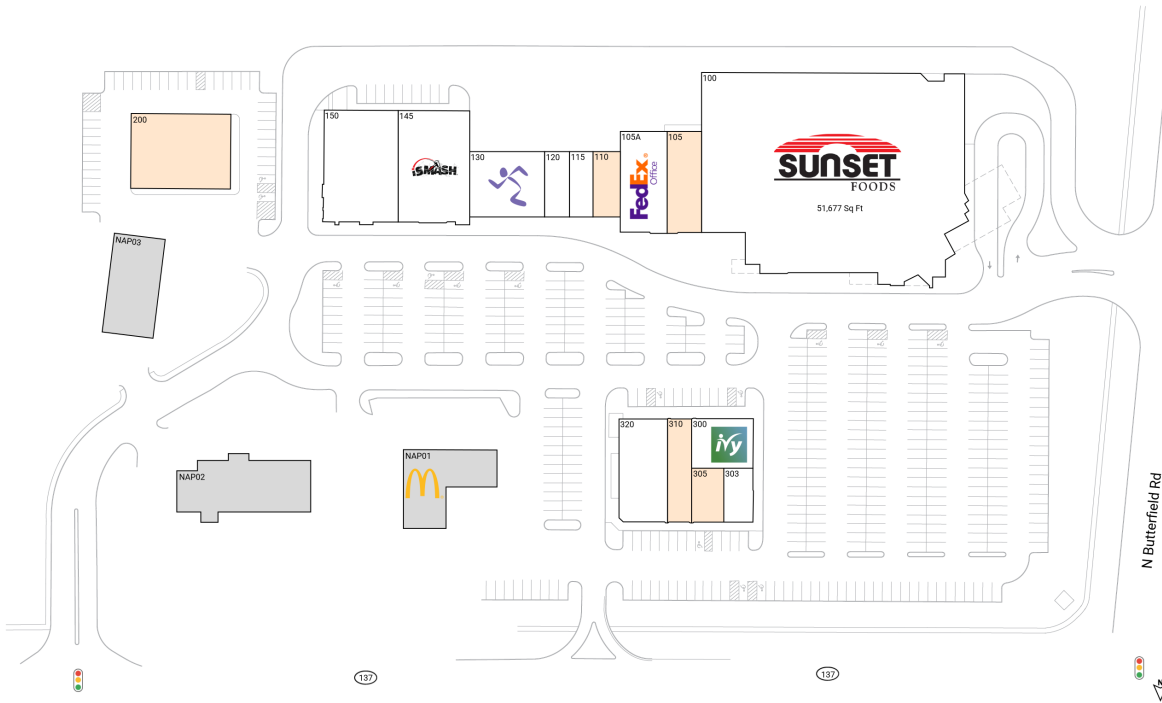 100
200
150
145
iSMASH
130
120
115
110
105A
105
FedEx
Office
SUNSET
FOODS
51,677 Sq Ft
NAP03
NAP02
NAP01
320
310
300
ivy
305
303
N Butterfield Rd
137
137
N